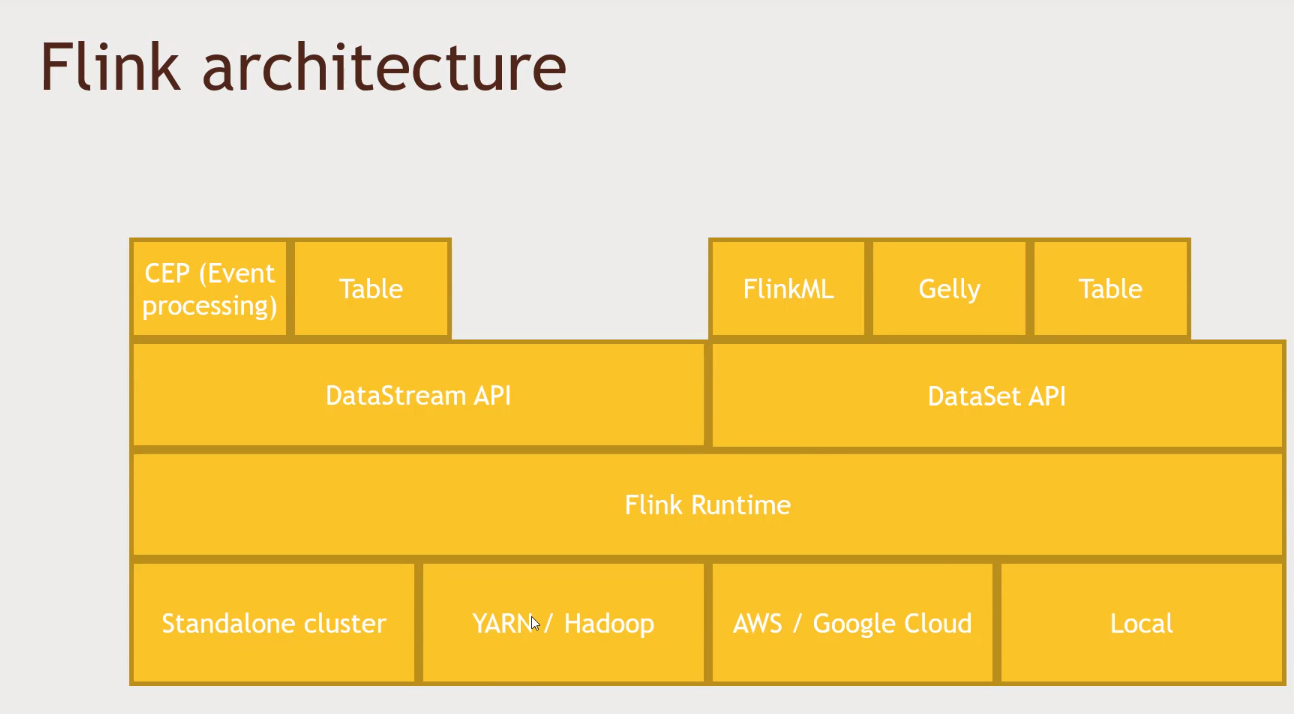 Flink architecture
CEP (Event
processing)
Table
FlinkML
Gelly
Table
DataStream API
DataSet API
Flink Runtime
Standalone cluster
YARN / Hadoop
AWS / Google Cloud
Local